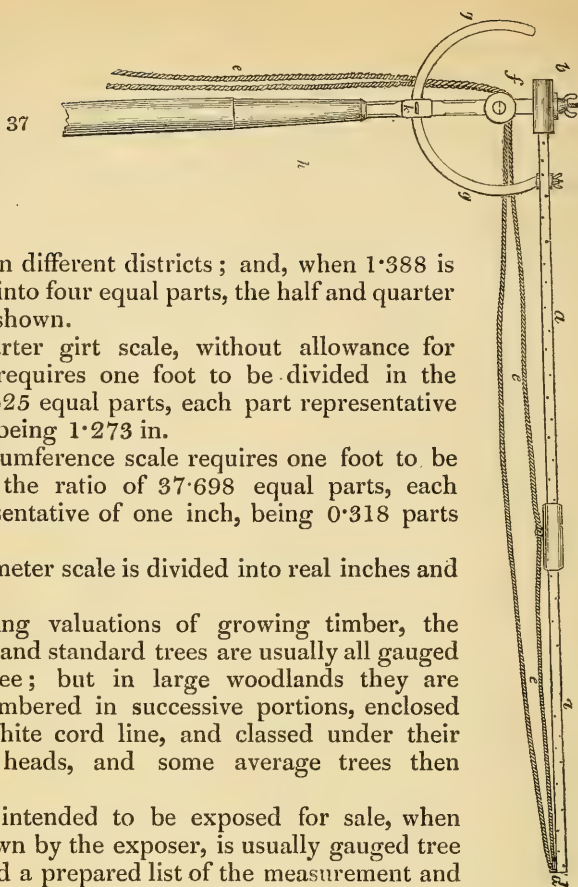 37
g
e
f
b
k
h
g
a
e
e
a
d
n different districts ; and, when 1·388 is
into four equal parts, the half and quarter
shown.
rter girt scale, without allowance for
requires one foot to be divided in the
25 equal parts, each part representative
being 1·273 in.
umference scale requires one foot to be
the ratio of 37·698 equal parts, each
sentative of one inch, being 0·318 parts
meter scale is divided into real inches and
ng valuations of growing timber, the
and standard trees are usually all gauged
ee ; but in large woodlands they are
mbered in successive portions, enclosed
hite cord line, and classed under their
heads, and some average trees then
intended to be exposed for sale, when
wn by the exposer, is usually gauged tree
d a prepared list of the measurement and